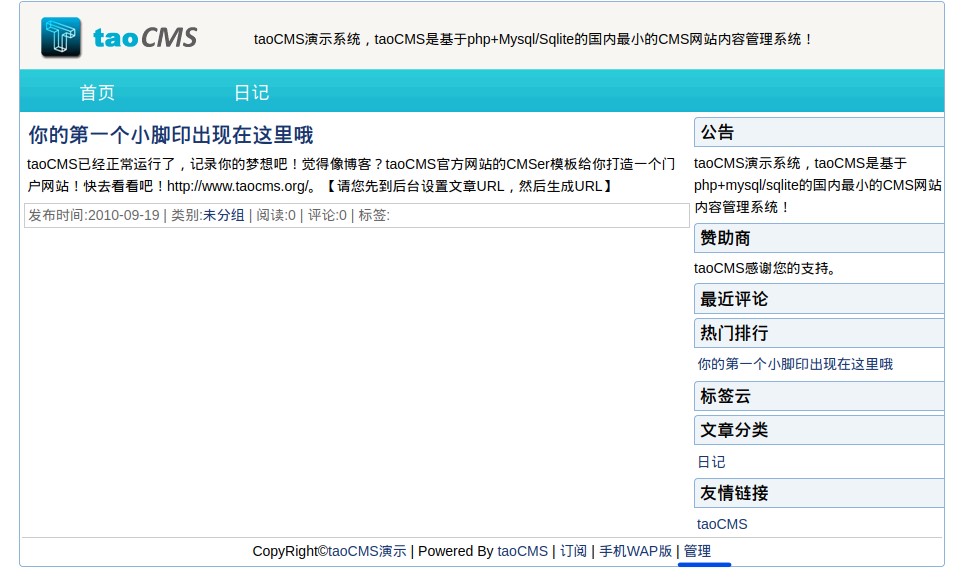 taoCMS
taoCMS演示系统，taoCMS是基于php+Mysql/Sqlite的国内最小的CMS网站内容管理系统！
首页
日记
你的第一个小脚印出现在这里哦
taoCMS已经正常运行了，记录你的梦想吧！觉得像博客？taoCMS官方网站的CMSer模板给你打造一个门
户网站！快去看看吧！http://www.taocms.org/。【请您先到后台设置文章URL，然后生成URL】
发布时间:2010-09-19 | 类别:未分组 | 阅读:0 | 评论:0 | 标签:
公告
taoCMS演示系统，taoCMS是基于
php+mysql/sqlite的国内最小的CMS网站
内容管理系统！
赞助商
taoCMS感谢您的支持。
最近评论
热门排行
你的第一个小脚印出现在这里哦
标签云
文章分类
日记
友情链接
taoCMS
CopyRight©taoCMS演示 | Powered By taoCMS | 订阅 | 手机WAP版 | 管理